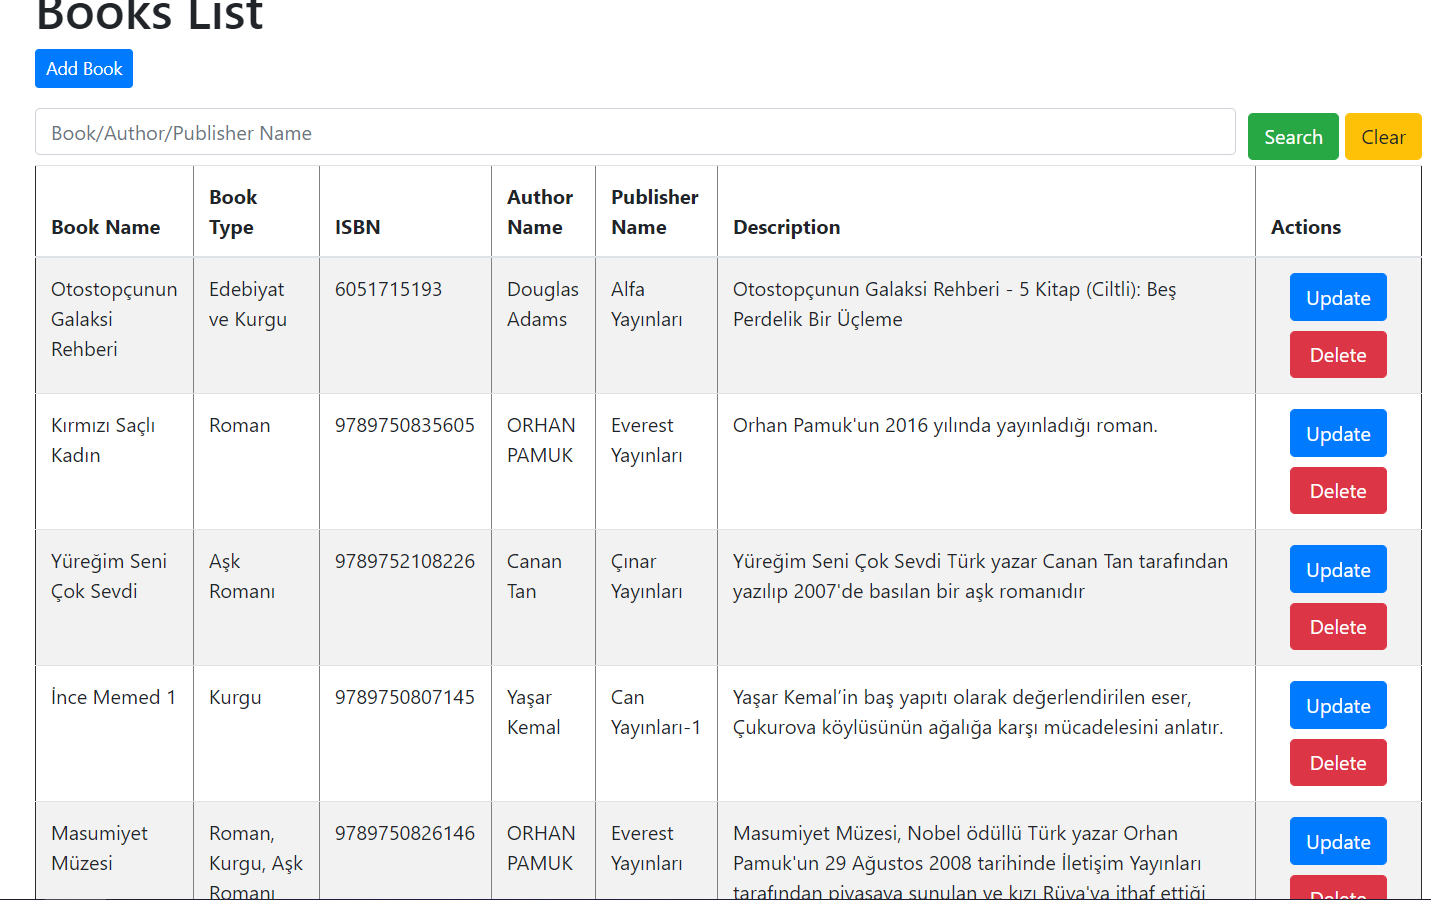 Books List
Add Book
Book/Author/Publisher Name
Search
Clear
Book Name
Book
Type
ISBN
Author
Name
Publisher
Name
Description
Actions
Otostopçunun
Galaksi
Rehberi
Edebiyat
ve Kurgu
6051715193
Douglas
Adams
Alfa
Yayınları
Otostopçunun Galaksi Rehberi - 5 Kitap (Ciltli): Beş
Perdelik Bir Üçleme
Update
Delete
Kırmızı Saçlı
Kadın
Roman
9789750835605
ORHAN
PAMUK
Everest
Yayınları
Orhan Pamuk'un 2016 yılında yayınladığı roman.
Update
Delete
Yüreğim Seni
Çok Sevdi
Aşk
Romanı
9789752108226
Canan
Tan
Çınar
Yayınları
Yüreğim Seni Çok Sevdi Türk yazar Canan Tan tarafından
yazılıp 2007'de basılan bir aşk romanıdır
Update
Delete
İnce Memed 1
Kurgu
9789750807145
Yaşar
Kemal
Can
Yayınları-1
Yaşar Kemal’in baş yapıtı olarak değerlendirilen eser,
Çukurova köylüsünün ağalığa karşı mücadelesini anlatır.
Update
Delete
Masumiyet
Müzesi
Roman,
Kurgu, Aşk
Romanı
9789750826146
ORHAN
PAMUK
Everest
Yayınları
Masumiyet Müzesi, Nobel ödüllü Türk yazar Orhan
Pamuk'un 29 Ağustos 2008 tarihinde İletişim Yayınları
tarafından piyasaya sunulan ve kızı Rüya'ya ithaf ettiği
Update
Delete